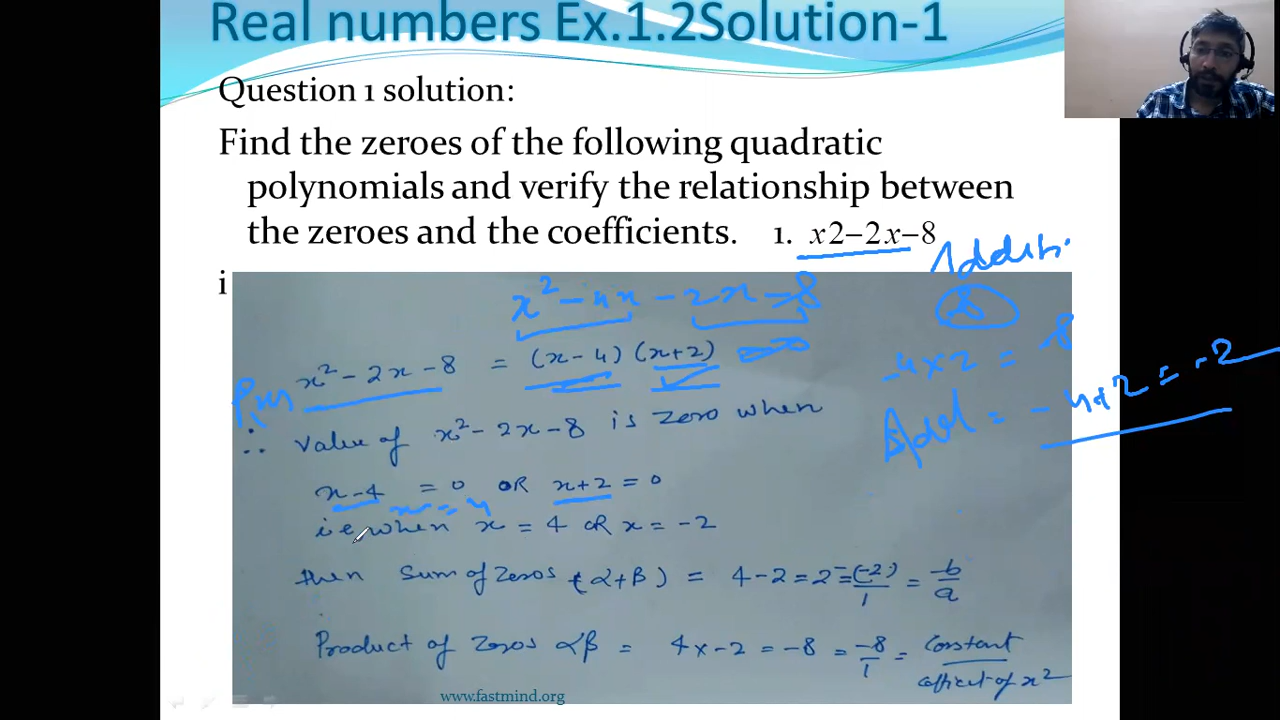 Real numbers Ex.1.2Solution-1
Question 1 solution:
Find the zeroes of the following quadratic
polynomials and verify the relationship between
the zeroes and the coefficients. 1. x2−2x−8
i
x² − 4x − 2x − 8
8
x² − 2x − 8 = (x − 4) (x+2)
-4x2 = -8
Add = -4+2 = -2
∴ Value of x² − 2x − 8 is zero when
x − 4 = 0 OR x+2 = 0
x = 4
i.e when x = 4 OR x = −2
then Sum of Zeros (α+β) = 4 − 2 = 2 = -(-2)/1 = -b/a
Product of Zeros αβ = 4 x −2 = −8 = -8/1 = Constant / cofficet of x²
www.fastmind.org